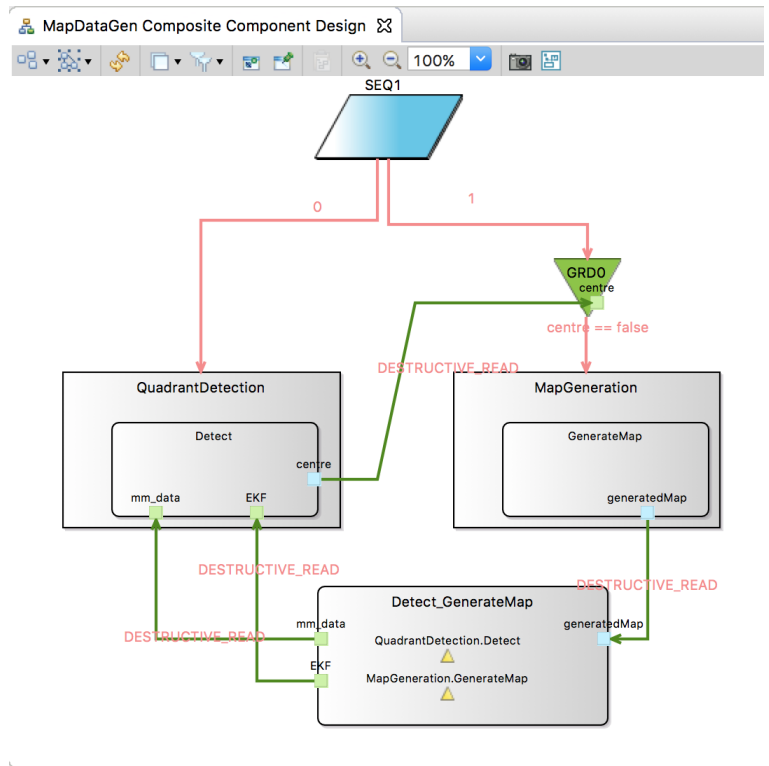 MapDataGen Composite Component Design
100%
SEQ1
0
1
GRD0
centre
centre == false
DESTRUCTIVE_READ
QuadrantDetection
MapGeneration
Detect
GenerateMap
centre
mm_data
EKF
generatedMap
DESTRUCTIVE_READ
DESTRUCTIVE_READ
Detect_GenerateMap
mm_data
generatedMap
DESTRUCTIVE_READ
QuadrantDetection.Detect
EKF
MapGeneration.GenerateMap